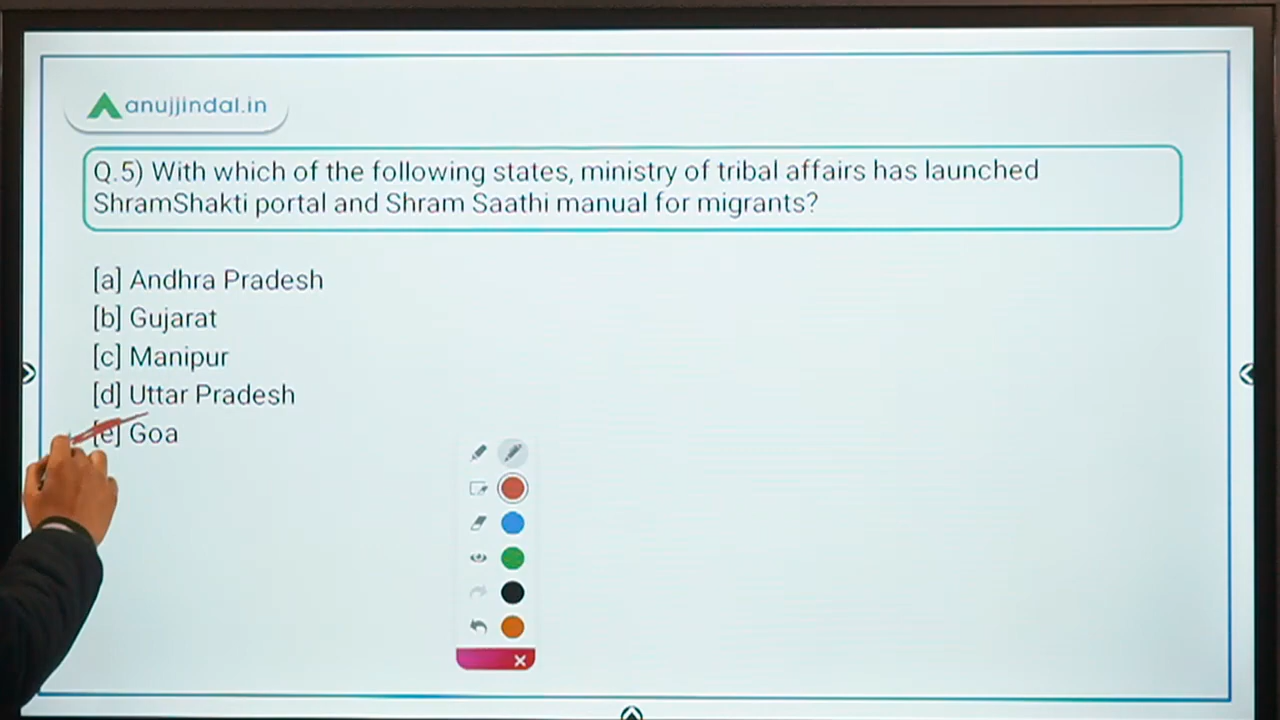 anujjindal.in
Q.5) With which of the following states, ministry of tribal affairs has launched
ShramShakti portal and Shram Saathi manual for migrants?
[a] Andhra Pradesh
[b] Gujarat
[c] Manipur
[d] Uttar Pradesh
[e] Goa